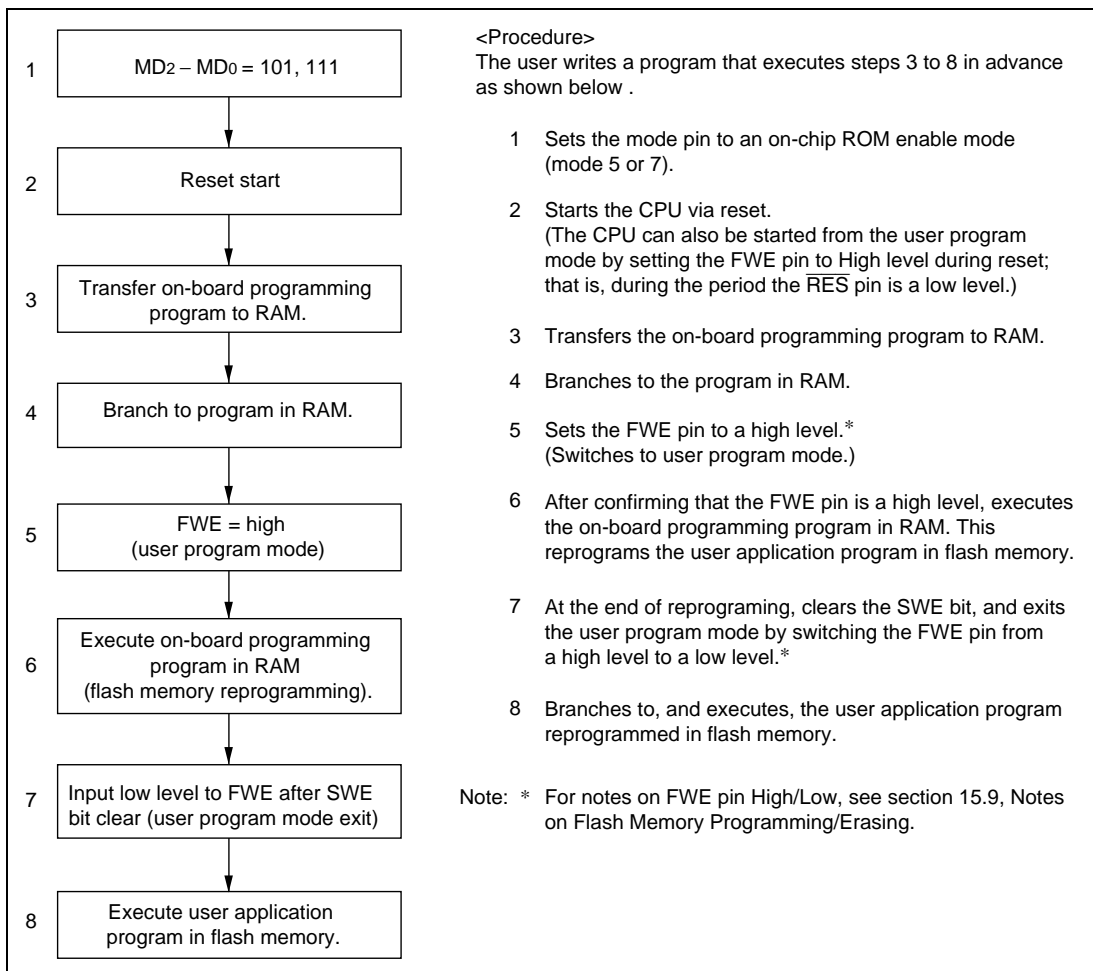 1
MD2 – MD0 = 101, 111
2
Reset start
3
Transfer on-board programming
program to RAM.
4
Branch to program in RAM.
5
FWE = high
(user program mode)
6
Execute on-board programming
program in RAM
(flash memory reprogramming).
7
Input low level to FWE after SWE
bit clear (user program mode exit)
8
Execute user application
program in flash memory.
<Procedure>
The user writes a program that executes steps 3 to 8 in advance
as shown below .
1 Sets the mode pin to an on-chip ROM enable mode
(mode 5 or 7).
2 Starts the CPU via reset.
(The CPU can also be started from the user program
mode by setting the FWE pin to High level during reset;
that is, during the period the RES pin is a low level.)
3 Transfers the on-board programming program to RAM.
4 Branches to the program in RAM.
5 Sets the FWE pin to a high level.*
(Switches to user program mode.)
6 After confirming that the FWE pin is a high level, executes
the on-board programming program in RAM. This
reprograms the user application program in flash memory.
7 At the end of reprograming, clears the SWE bit, and exits
the user program mode by switching the FWE pin from
a high level to a low level.*
8 Branches to, and executes, the user application program
reprogrammed in flash memory.
Note: * For notes on FWE pin High/Low, see section 15.9, Notes
on Flash Memory Programming/Erasing.